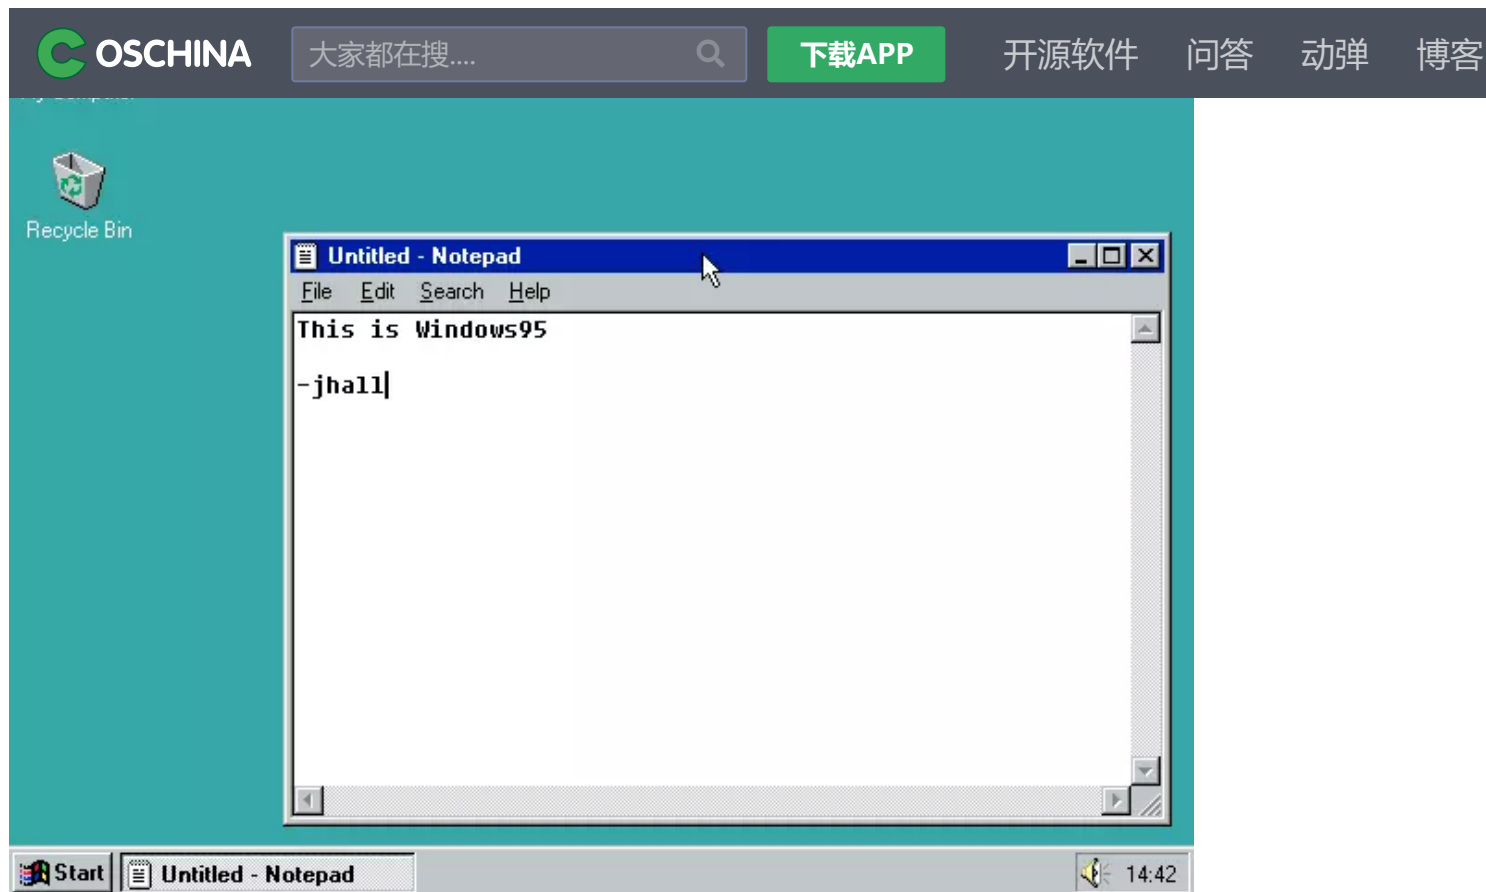 OSCHINA
大家都在搜....
下载APP
开源软件 问答 动弹 博客
Recycle Bin
Untitled - Notepad
File Edit Search Help
This is Windows95
-jhall
Start
Untitled - Notepad
14:42